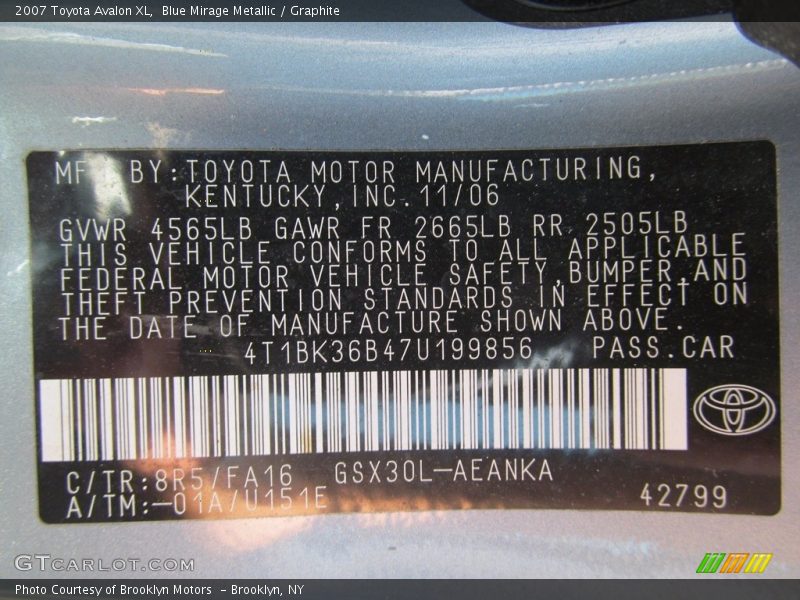 2007 Toyota Avalon XL, Blue Mirage Metallic / Graphite
MFD BY:TOYOTA MOTOR MANUFACTURING,
KENTUCKY,INC.11/06
GVWR 4565LB GAWR FR 2665LB RR 2505LB
THIS VEHICLE CONFORMS TO ALL APPLICABLE
FEDERAL MOTOR VEHICLE SAFETY,BUMPER,AND
THEFT PREVENTION STANDARDS IN EFFECT ON
THE DATE OF MANUFACTURE SHOWN ABOVE.
4T1BK36B47U199856 PASS.CAR
C/TR:8R5/FA16 GSX30L-AEANKA
A/TM:-01A/U151E 42799
GTCARLOT.COM
Photo Courtesy of Brooklyn Motors - Brooklyn, NY